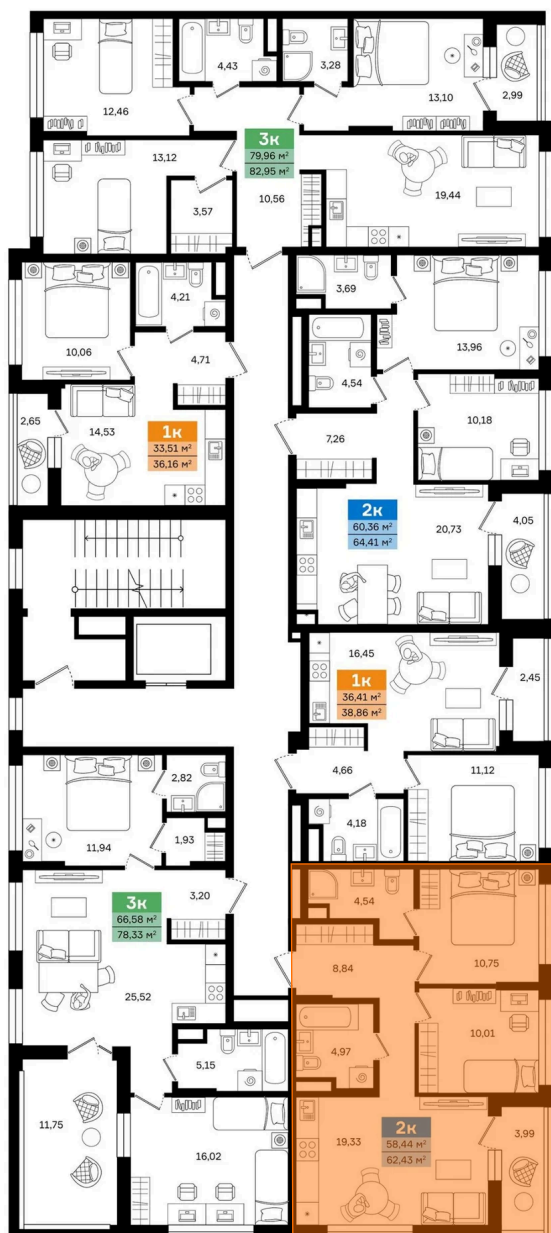 4,43
3,28
12,46
13,10
2,99
3к
79,96 м²
82,95 м²
13,12
3,57
10,56
19,44
4,21
3,69
10,06
13,96
4,71
4,54
2,65
14,53
1к
33,51 м²
36,16 м²
10,18
7,26
2к
60,36 м²
64,41 м²
20,73
4,05
16,45
1к
36,41 м²
38,86 м²
2,45
4,66
11,12
2,82
4,18
1,93
11,94
3к
66,58 м²
78,33 м²
3,20
4,54
8,84
10,75
25,52
10,01
4,97
5,15
11,75
2к
58,44 м²
62,43 м²
19,33
3,99
16,02